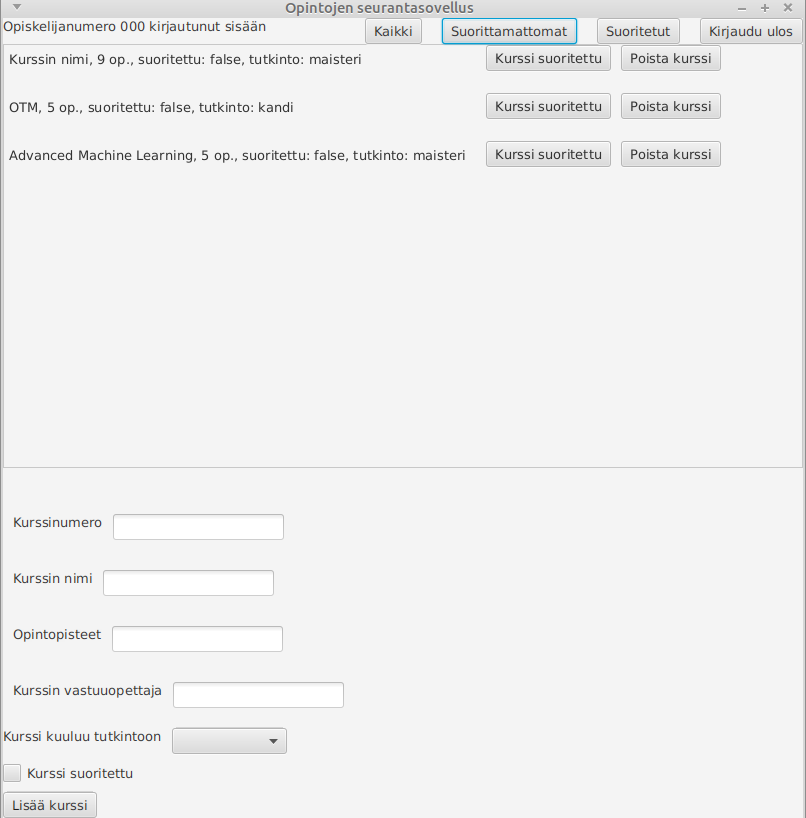 Opintojen seurantasovellus
Opiskelijanumero 000 kirjautunut sisään Kaikki Suorittamattomat Suoritetut Kirjaudu ulos
Kurssin nimi, 9 op., suoritettu: false, tutkinto: maisteri Kurssi suoritettu Poista kurssi
OTM, 5 op., suoritettu: false, tutkinto: kandi Kurssi suoritettu Poista kurssi
Advanced Machine Learning, 5 op., suoritettu: false, tutkinto: maisteri Kurssi suoritettu Poista kurssi
Kurssinumero
Kurssin nimi
Opintopisteet
Kurssin vastuuopettaja
Kurssi kuuluu tutkintoon
Kurssi suoritettu
Lisää kurssi